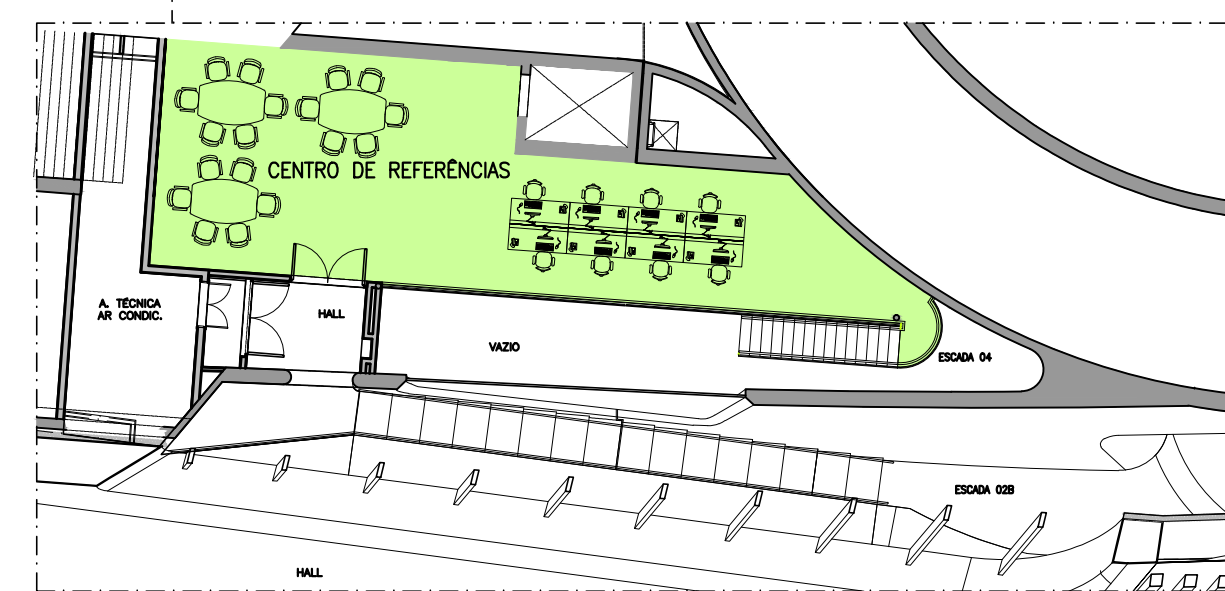 CENTRO DE REFERÊNCIAS
A. TÉCNICA
AR CONDIC.
HALL
VAZIO
ESCADA 04
ESCADA 02B
HALL